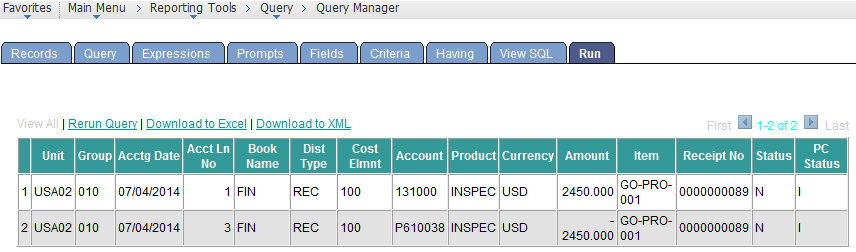 Favorites Main Menu > Reporting Tools > Query > Query Manager
Records Query Expressions Prompts Fields Criteria Having View SQL Run
View All | Rerun Query | Download to Excel | Download to XML First 1-2 of 2 Last
Unit Group Acctg Date Acct Ln No Book Name Dist Type Cost Elmnt Account Product Currency Amount Item Receipt No Status PC Status
1 USA02 010 07/04/2014 1 FIN REC 100 131000 INSPEC USD 2450.000 GO-PRO-001 0000000089 N I
2 USA02 010 07/04/2014 3 FIN REC 100 P610038 INSPEC USD -2450.000 GO-PRO-001 0000000089 N I